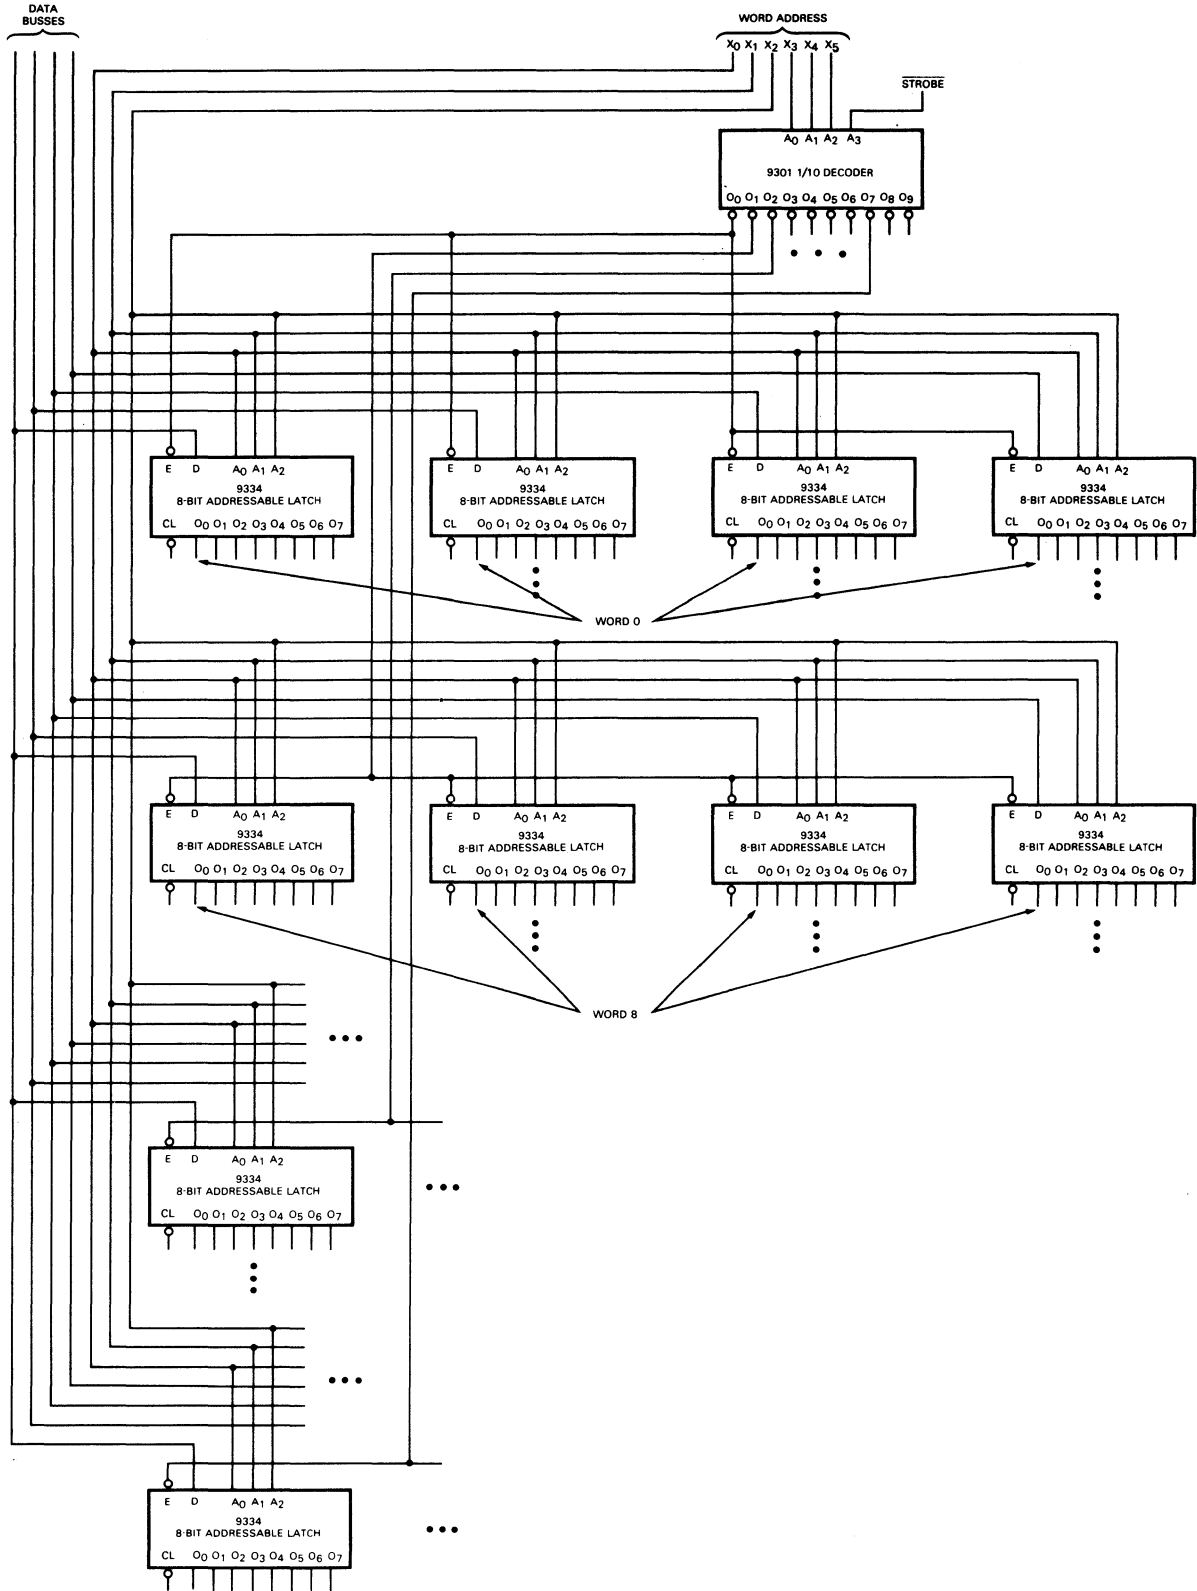 DATA
BUSSES
WORD ADDRESS
X0 X1 X2 X3 X4 X5
STROBE
A0 A1 A2 A3
9301 1/10 DECODER
O0 O1 O2 O3 O4 O5 O6 O7 O8 O9
E D A0 A1 A2
9334
8-BIT ADDRESSABLE LATCH
CL O0 O1 O2 O3 O4 O5 O6 O7
E D A0 A1 A2
9334
8-BIT ADDRESSABLE LATCH
CL O0 O1 O2 O3 O4 O5 O6 O7
E D A0 A1 A2
9334
8-BIT ADDRESSABLE LATCH
CL O0 O1 O2 O3 O4 O5 O6 O7
E D A0 A1 A2
9334
8-BIT ADDRESSABLE LATCH
CL O0 O1 O2 O3 O4 O5 O6 O7
WORD 0
E D A0 A1 A2
9334
8-BIT ADDRESSABLE LATCH
CL O0 O1 O2 O3 O4 O5 O6 O7
E D A0 A1 A2
9334
8-BIT ADDRESSABLE LATCH
CL O0 O1 O2 O3 O4 O5 O6 O7
E D A0 A1 A2
9334
8-BIT ADDRESSABLE LATCH
CL O0 O1 O2 O3 O4 O5 O6 O7
E D A0 A1 A2
9334
8-BIT ADDRESSABLE LATCH
CL O0 O1 O2 O3 O4 O5 O6 O7
WORD 8
E D A0 A1 A2
9334
8-BIT ADDRESSABLE LATCH
CL O0 O1 O2 O3 O4 O5 O6 O7
E D A0 A1 A2
9334
8-BIT ADDRESSABLE LATCH
CL O0 O1 O2 O3 O4 O5 O6 O7